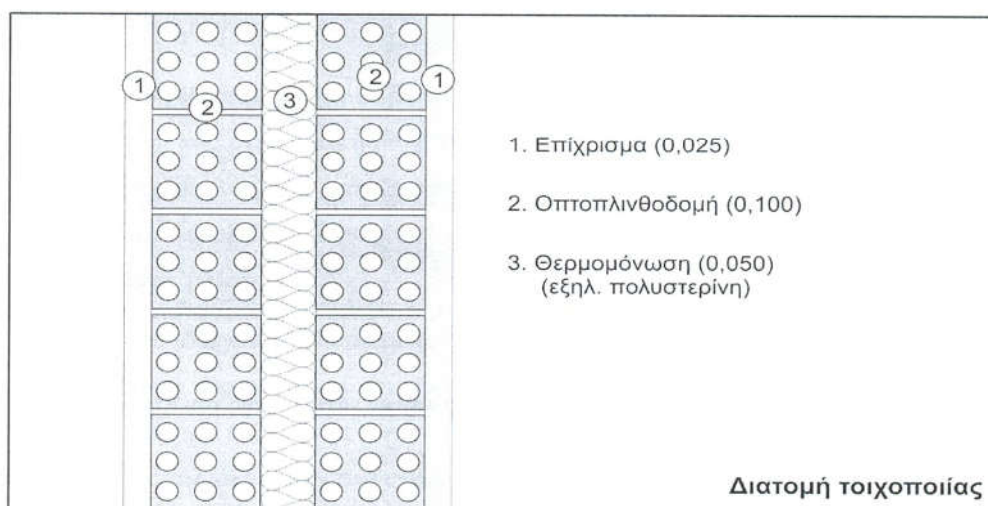 1 2 3 2 1
1. Επίχρισμα (0,025)
2. Οπτοπλινθοδομή (0,100)
3. Θερμομόνωση (0,050)
(εξηλ. πολυστερίνη)
Διατομή τοιχοποιίας